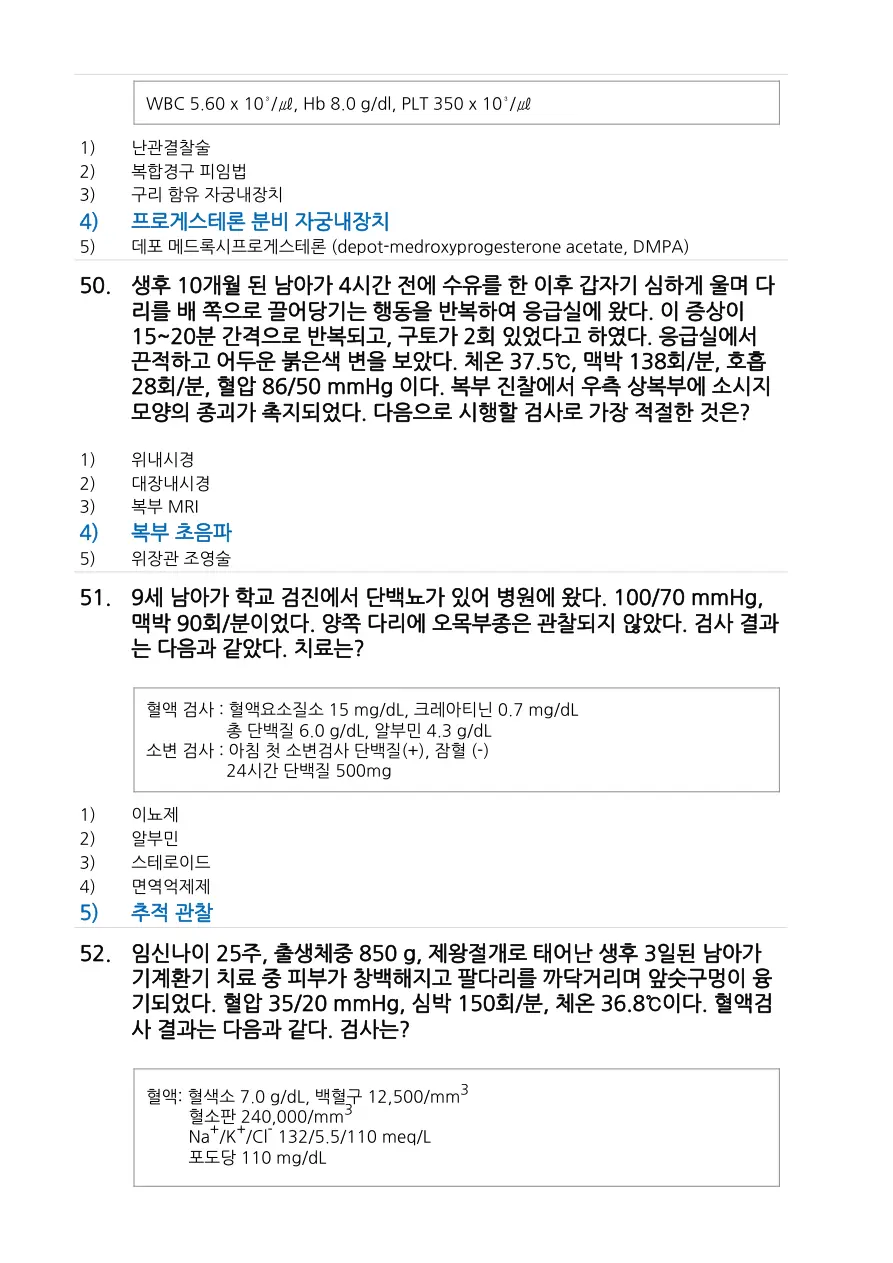 WBC 5.60 x 10³/㎕, Hb 8.0 g/dl, PLT 350 x 10³/㎕
1) 난관결찰술
2) 복합경구 피임법
3) 구리 함유 자궁내장치
4) 프로게스테론 분비 자궁내장치
5) 데포 메드록시프로게스테론 (depot-medroxyprogesterone acetate, DMPA)
50. 생후 10개월 된 남아가 4시간 전에 수유를 한 이후 갑자기 심하게 울며 다
리를 배 쪽으로 끌어당기는 행동을 반복하여 응급실에 왔다. 이 증상이
15~20분 간격으로 반복되고, 구토가 2회 있었다고 하였다. 응급실에서
끈적하고 어두운 붉은색 변을 보았다. 체온 37.5℃, 맥박 138회/분, 호흡
28회/분, 혈압 86/50 mmHg 이다. 복부 진찰에서 우측 상복부에 소시지
모양의 종괴가 촉지되었다. 다음으로 시행할 검사로 가장 적절한 것은?
1) 위내시경
2) 대장내시경
3) 복부 MRI
4) 복부 초음파
5) 위장관 조영술
51. 9세 남아가 학교 검진에서 단백뇨가 있어 병원에 왔다. 100/70 mmHg,
맥박 90회/분이었다. 양쪽 다리에 오목부종은 관찰되지 않았다. 검사 결과
는 다음과 같았다. 치료는?
혈액 검사 : 혈액요소질소 15 mg/dL, 크레아티닌 0.7 mg/dL
총 단백질 6.0 g/dL, 알부민 4.3 g/dL
소변 검사 : 아침 첫 소변검사 단백질(+), 잠혈 (-)
24시간 단백질 500mg
1) 이뇨제
2) 알부민
3) 스테로이드
4) 면역억제제
5) 추적 관찰
52. 임신나이 25주, 출생체중 850 g, 제왕절개로 태어난 생후 3일된 남아가
기계환기 치료 중 피부가 창백해지고 팔다리를 까닥거리며 앞숫구멍이 융
기되었다. 혈압 35/20 mmHg, 심박 150회/분, 체온 36.8℃이다. 혈액검
사 결과는 다음과 같다. 검사는?
혈액: 혈색소 7.0 g/dL, 백혈구 12,500/mm³
혈소판 240,000/mm³
Na⁺/K⁺/Cl⁻ 132/5.5/110 meq/L
포도당 110 mg/dL